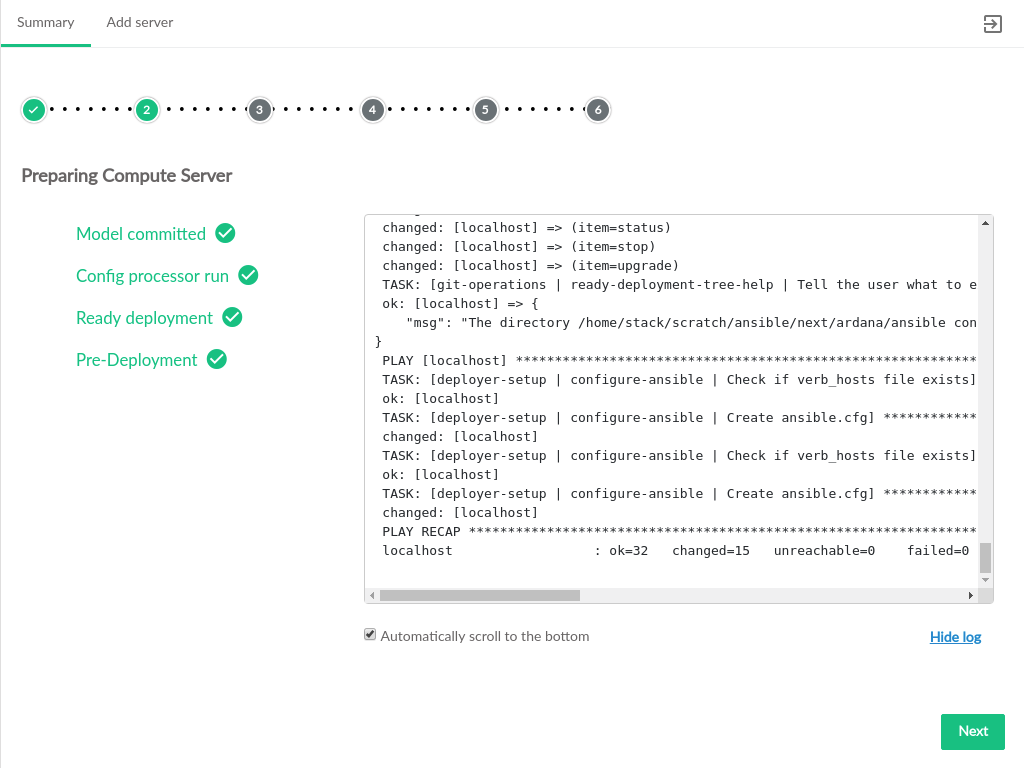 Summary
Add server
2
3
4
5
6
Preparing Compute Server
Model committed
Config processor run
Ready deployment
Pre-Deployment
changed: [localhost] => (item=status)
changed: [localhost] => (item=stop)
changed: [localhost] => (item=upgrade)
TASK: [git-operations | ready-deployment-tree-help | Tell the user what to e
ok: [localhost] => {
"msg": "The directory /home/stack/scratch/ansible/next/ardana/ansible con
}
PLAY [localhost] ***********************************************************
TASK: [deployer-setup | configure-ansible | Check if verb_hosts file exists]
ok: [localhost]
TASK: [deployer-setup | configure-ansible | Create ansible.cfg] ************
changed: [localhost]
TASK: [deployer-setup | configure-ansible | Check if verb_hosts file exists]
ok: [localhost]
TASK: [deployer-setup | configure-ansible | Create ansible.cfg] ************
changed: [localhost]
PLAY RECAP *****************************************************************
localhost : ok=32 changed=15 unreachable=0 failed=0
Automatically scroll to the bottom
Hide log
Next